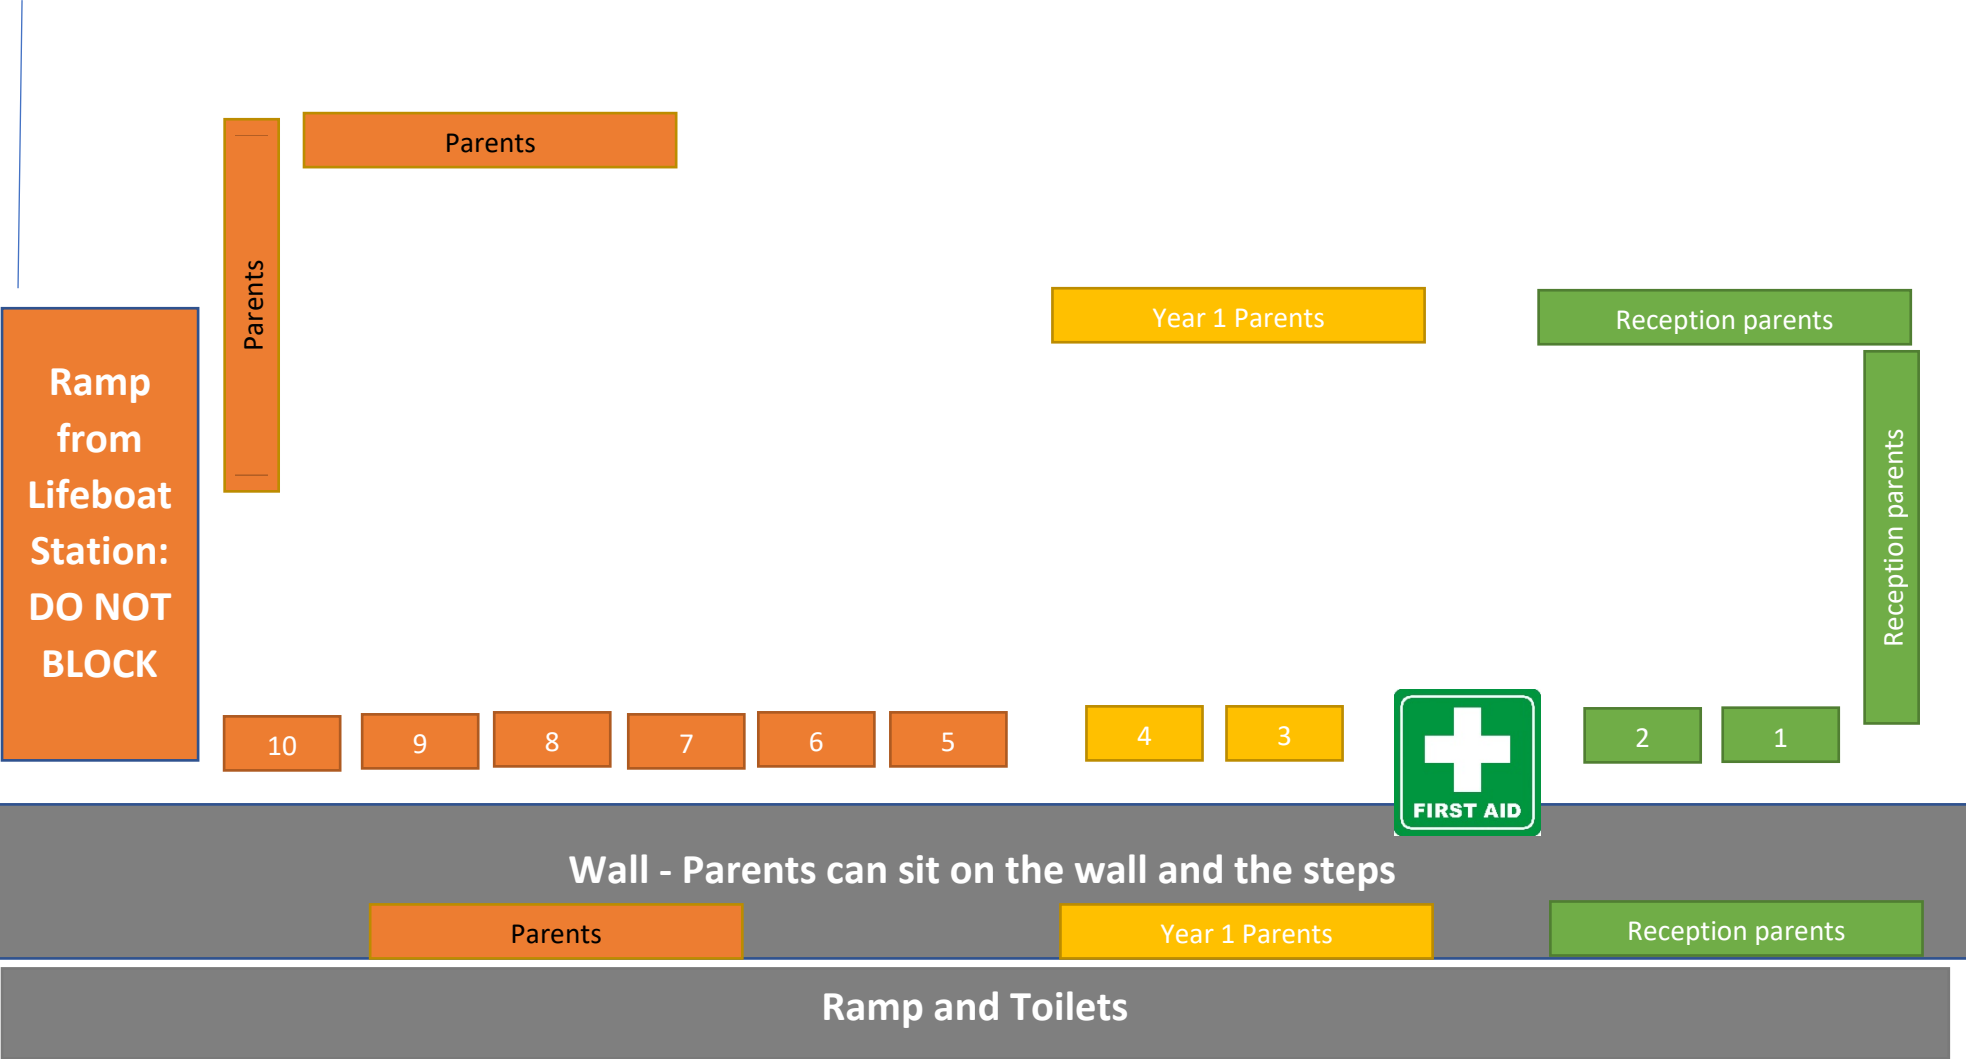 Parents
Parents
Year 1 Parents
Reception parents
Reception parents
Ramp
from
Lifeboat
Station:
DO NOT
BLOCK
10
9
8
7
6
5
4
3
2
1
FIRST AID
Wall - Parents can sit on the wall and the steps
Parents
Year 1 Parents
Reception parents
Ramp and Toilets